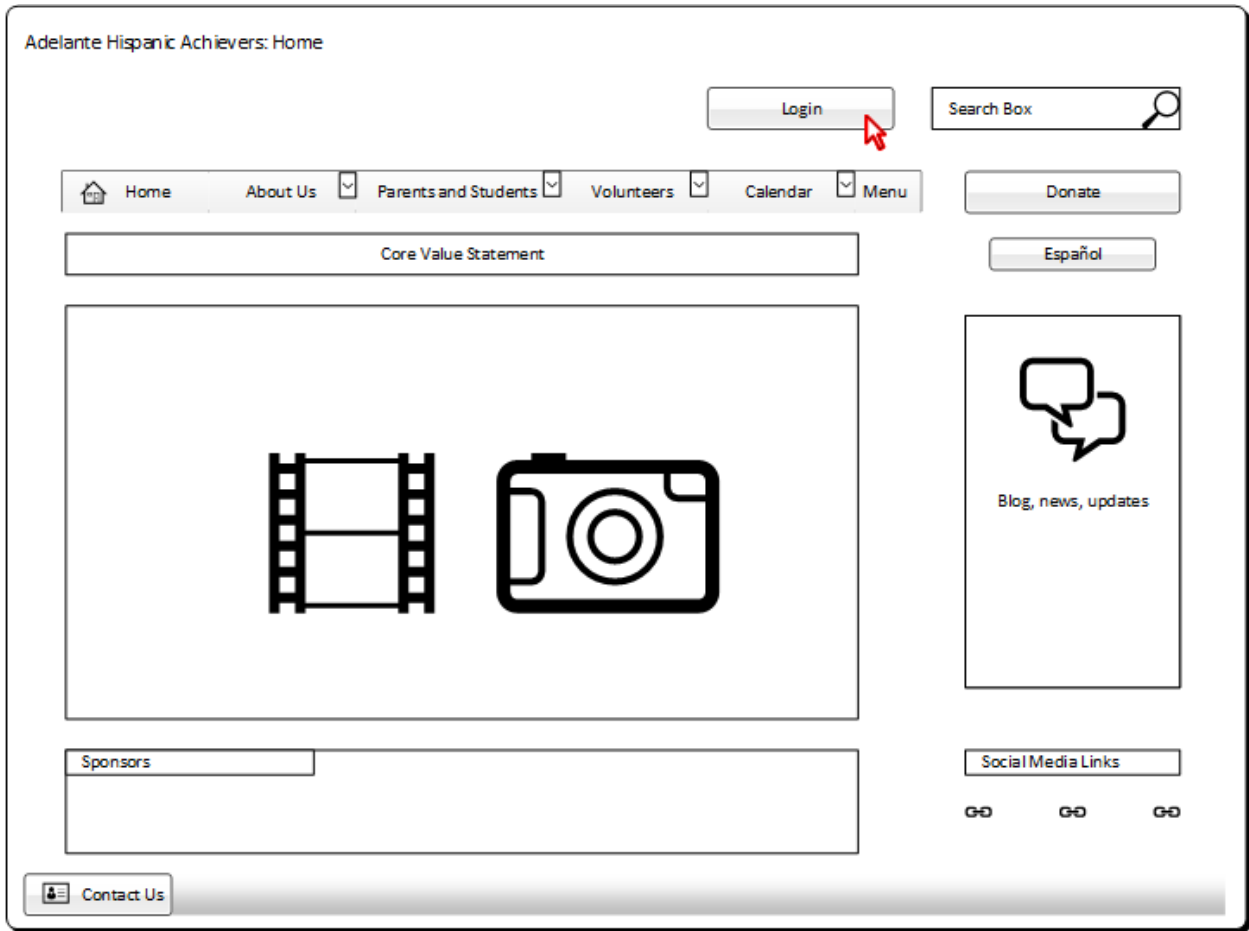 Adelante Hispanic Achievers: Home
Login
Search Box
Home About Us Parents and Students Volunteers Calendar Menu
Donate
Core Value Statement
Español
Blog, news, updates
Sponsors
Social Media Links
Contact Us